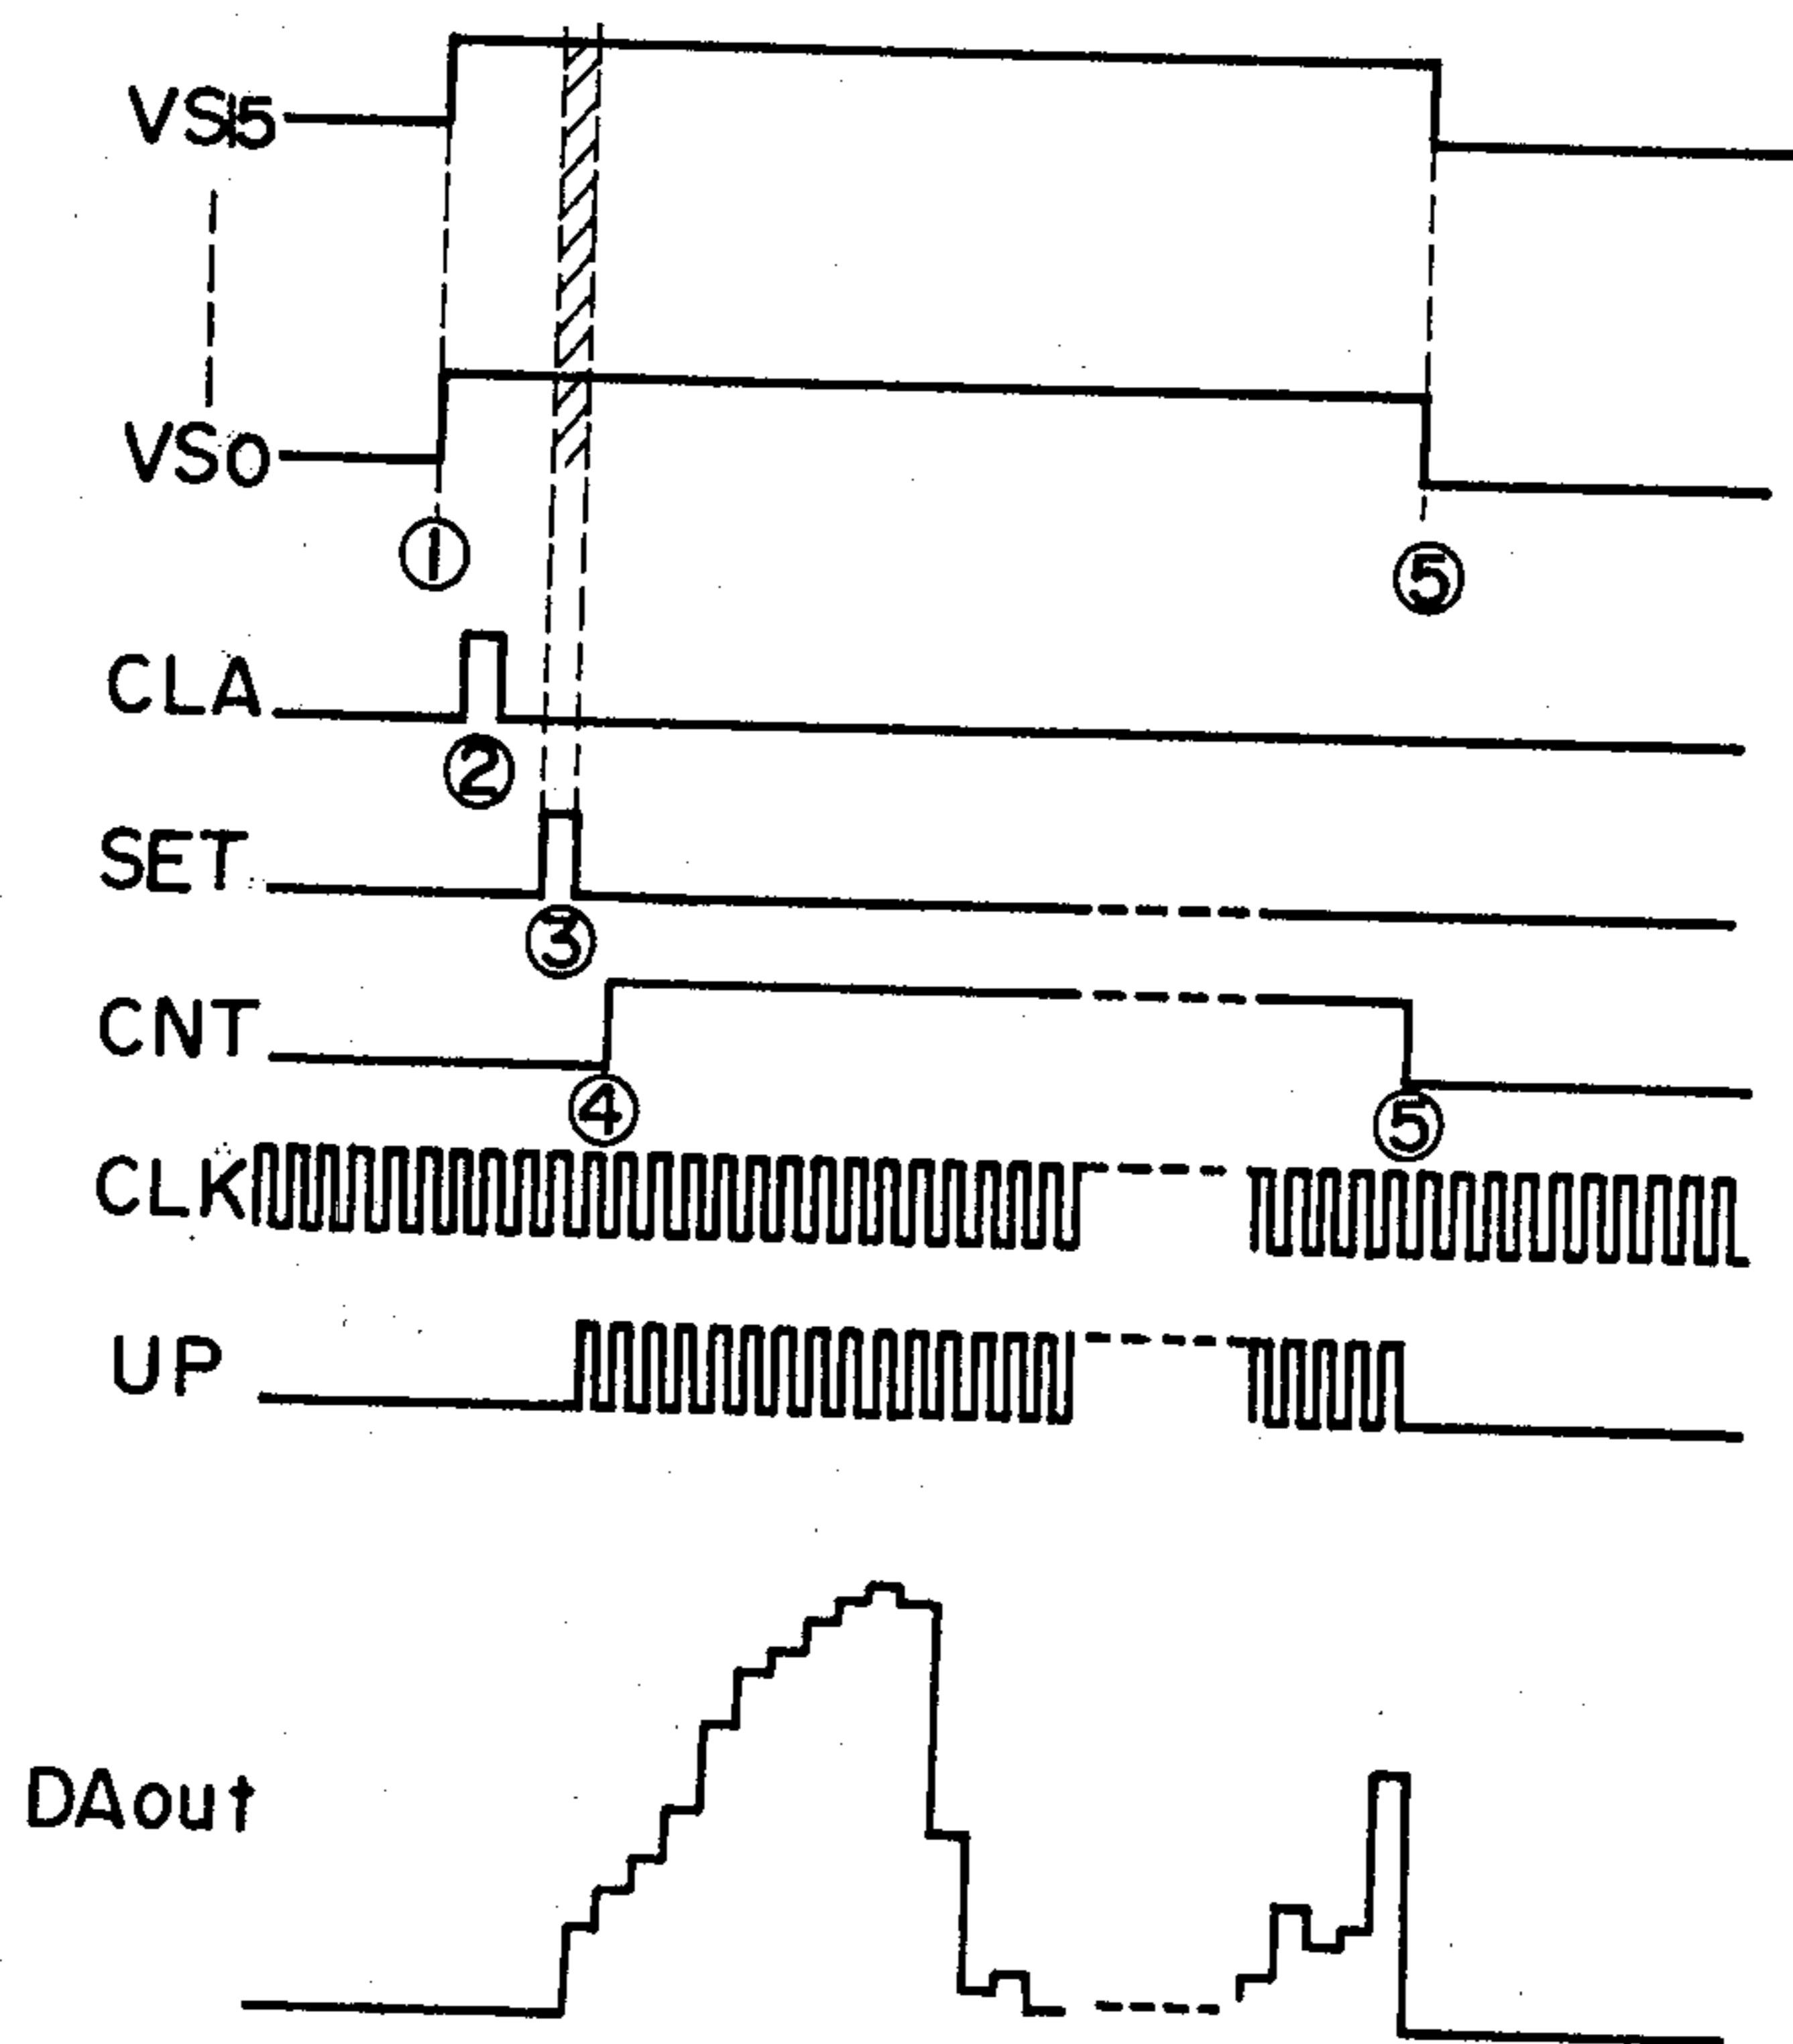 VS15
VS0
①
⑤
CLA
②
SET
③
CNT
④
⑤
CLK
UP
DAout